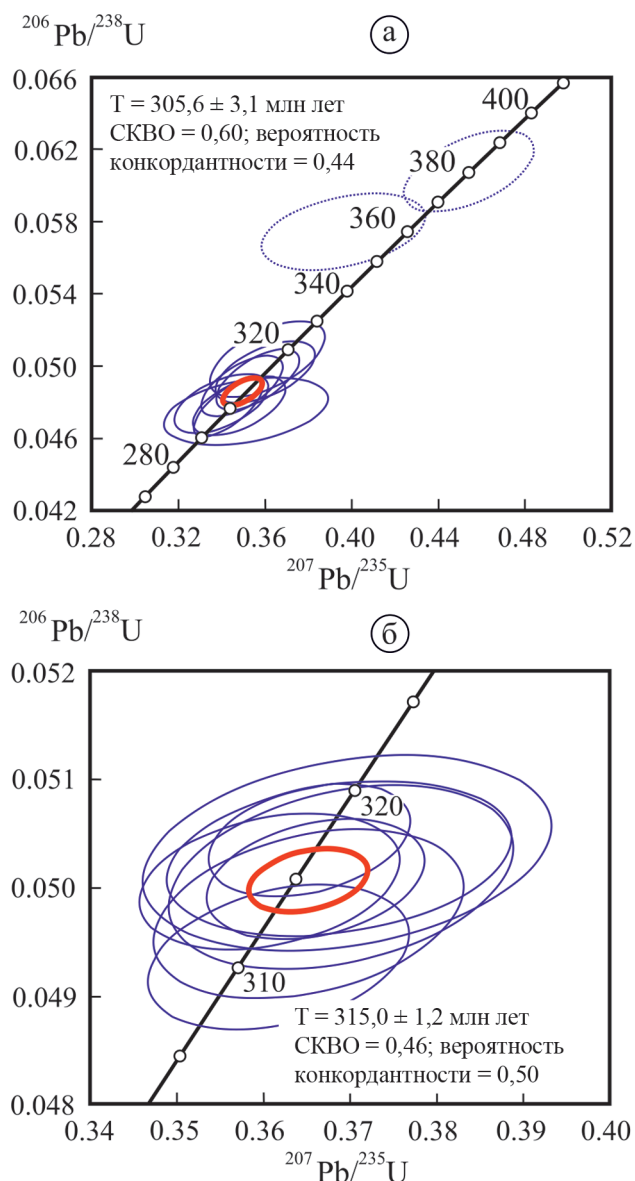 206Pb/238U
а
0.066
0.062
0.058
0.054
0.050
0.046
0.042
T = 305,6 ± 3,1 млн лет
СКВО = 0,60; вероятность
конкордантности = 0,44
400
380
360
340
320
280
0.28 0.32 0.36 0.40 0.44 0.48 0.52
207Pb/235U
206Pb/238U
б
0.052
0.051
0.050
0.049
0.048
320
310
T = 315,0 ± 1,2 млн лет
СКВО = 0,46; вероятность
конкордантности = 0,50
0.34 0.35 0.36 0.37 0.38 0.39 0.40
207Pb/235U